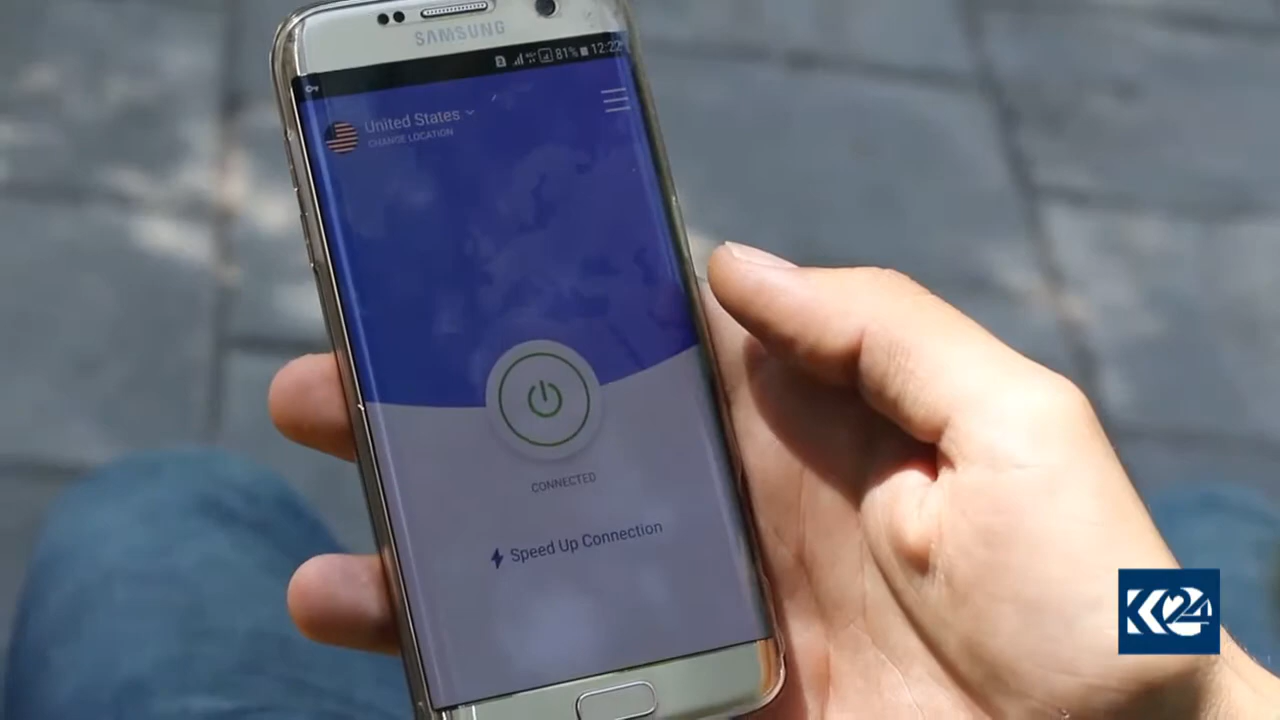 SAMSUNG
81% 12:22
United States
CHANGE LOCATION
CONNECTED
Speed Up Connection
K24